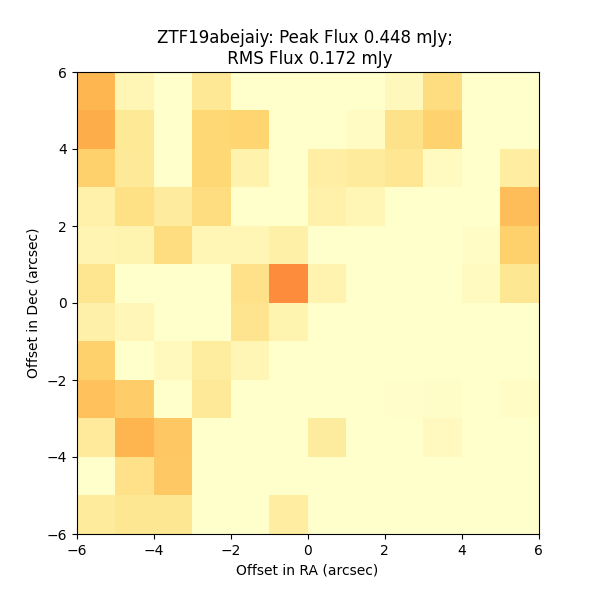 ZTF19abejaiy: Peak Flux 0.448 mJy;
RMS Flux 0.172 mJy
6
4
2
0
−2
−4
−6
Offset in Dec (arcsec)
−6 −4 −2 0 2 4 6
Offset in RA (arcsec)